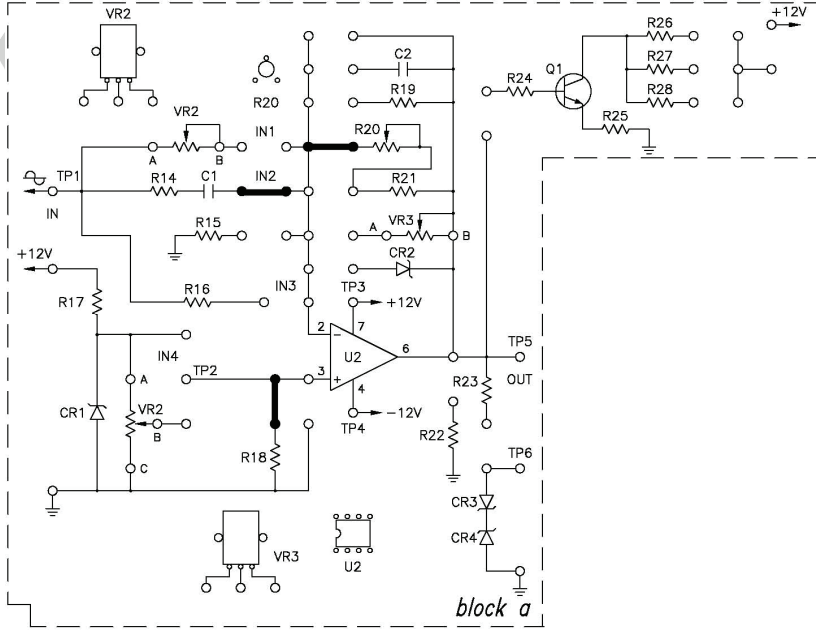 VR2
+12V
R26
C2
Q1
R27
R24
R19
R20
R28
VR2
IN1
R20
R25
A
B
TP1
R14
C1
IN2
R21
IN
R15
A
VR3
B
+12V
CR2
IN3
TP3
+12V
R17
R16
2
−
7
U2
6
TP5
IN4
TP2
3
+
4
R23
OUT
A
−12V
CR1
VR2
B
TP4
R22
R18
TP6
C
CR3
VR3
U2
CR4
block a